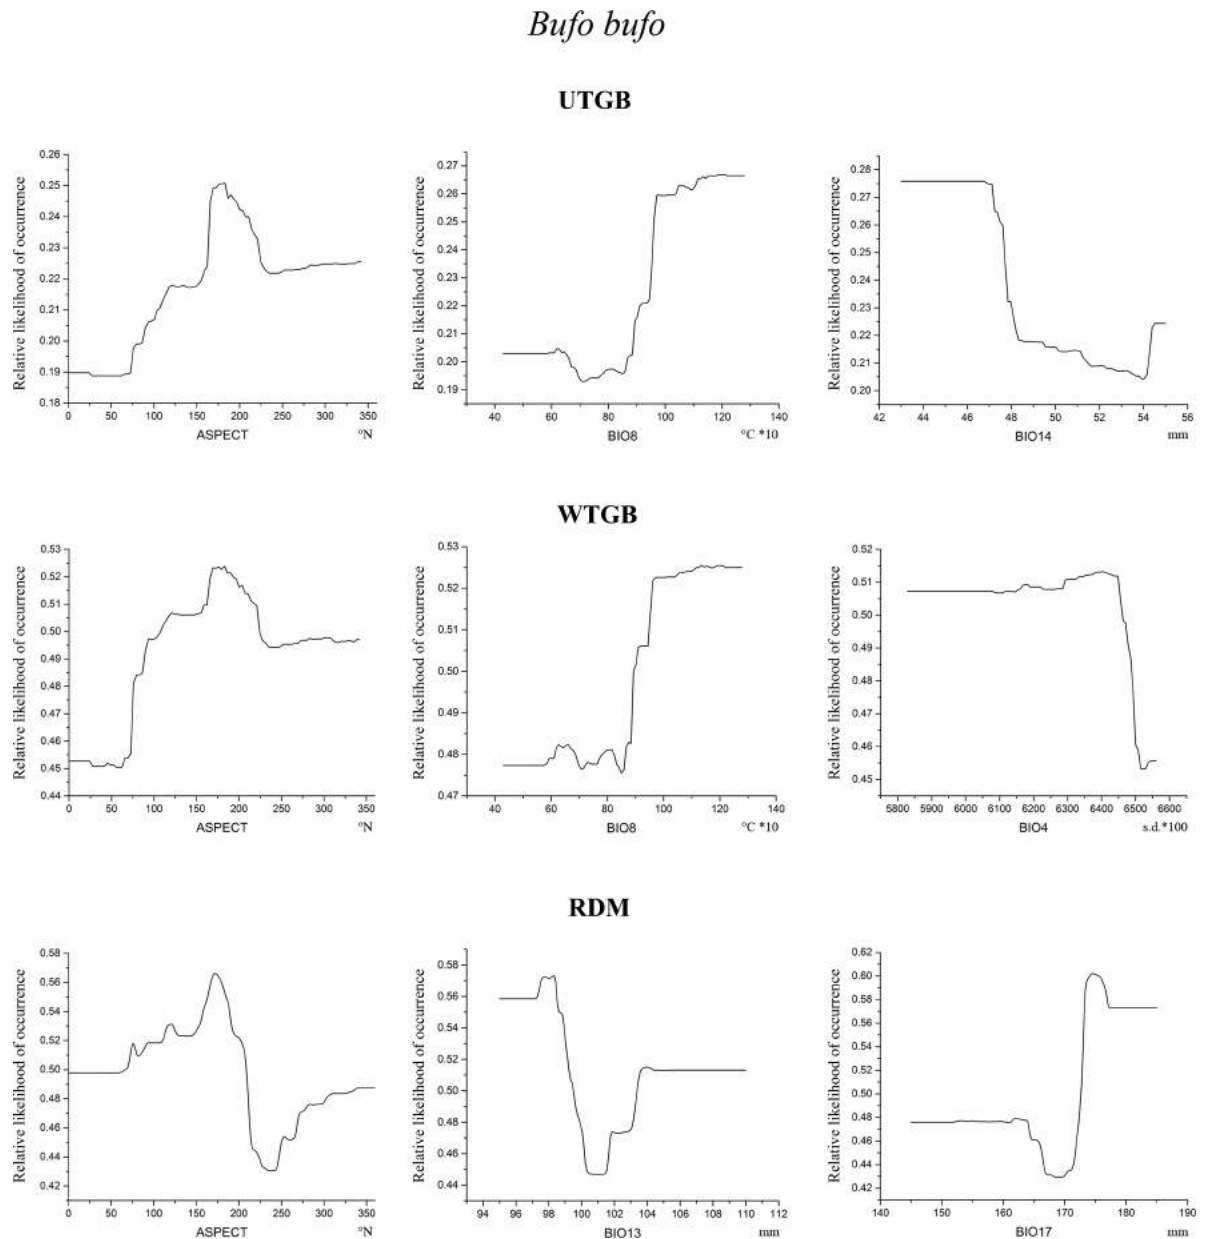 Bufo bufo
UTGB
Relative likelihood of occurrence
0.26
0.25
0.24
0.23
0.22
0.21
0.20
0.19
0.18
0 50 100 150 200 250 300 350
ASPECT °N
Relative likelihood of occurrence
0.27
0.26
0.25
0.24
0.23
0.22
0.21
0.20
0.19
40 60 80 100 120 140
BIO8 °C *10
Relative likelihood of occurrence
0.28
0.27
0.26
0.25
0.24
0.23
0.22
0.21
0.20
42 44 46 48 50 52 54 56
BIO14 mm
WTGB
Relative likelihood of occurrence
0.53
0.52
0.51
0.50
0.49
0.48
0.47
0.46
0.45
0.44
0 50 100 150 200 250 300 350
ASPECT °N
Relative likelihood of occurrence
0.53
0.52
0.51
0.50
0.49
0.48
0.47
40 60 80 100 120 140
BIO8 °C *10
Relative likelihood of occurrence
0.52
0.51
0.50
0.49
0.48
0.47
0.46
0.45
5800 5900 6000 6100 6200 6300 6400 6500 6600
BIO4 s.d.*100
RDM
Relative likelihood of occurrence
0.58
0.56
0.54
0.52
0.50
0.48
0.46
0.44
0.42
0 50 100 150 200 250 300 350
ASPECT °N
Relative likelihood of occurrence
0.58
0.56
0.54
0.52
0.50
0.48
0.46
0.44
94 96 98 100 102 104 106 108 110 112
BIO13 mm
Relative likelihood of occurrence
0.62
0.60
0.58
0.56
0.54
0.52
0.50
0.48
0.46
0.44
0.42
140 150 160 170 180 190
BIO17 mm